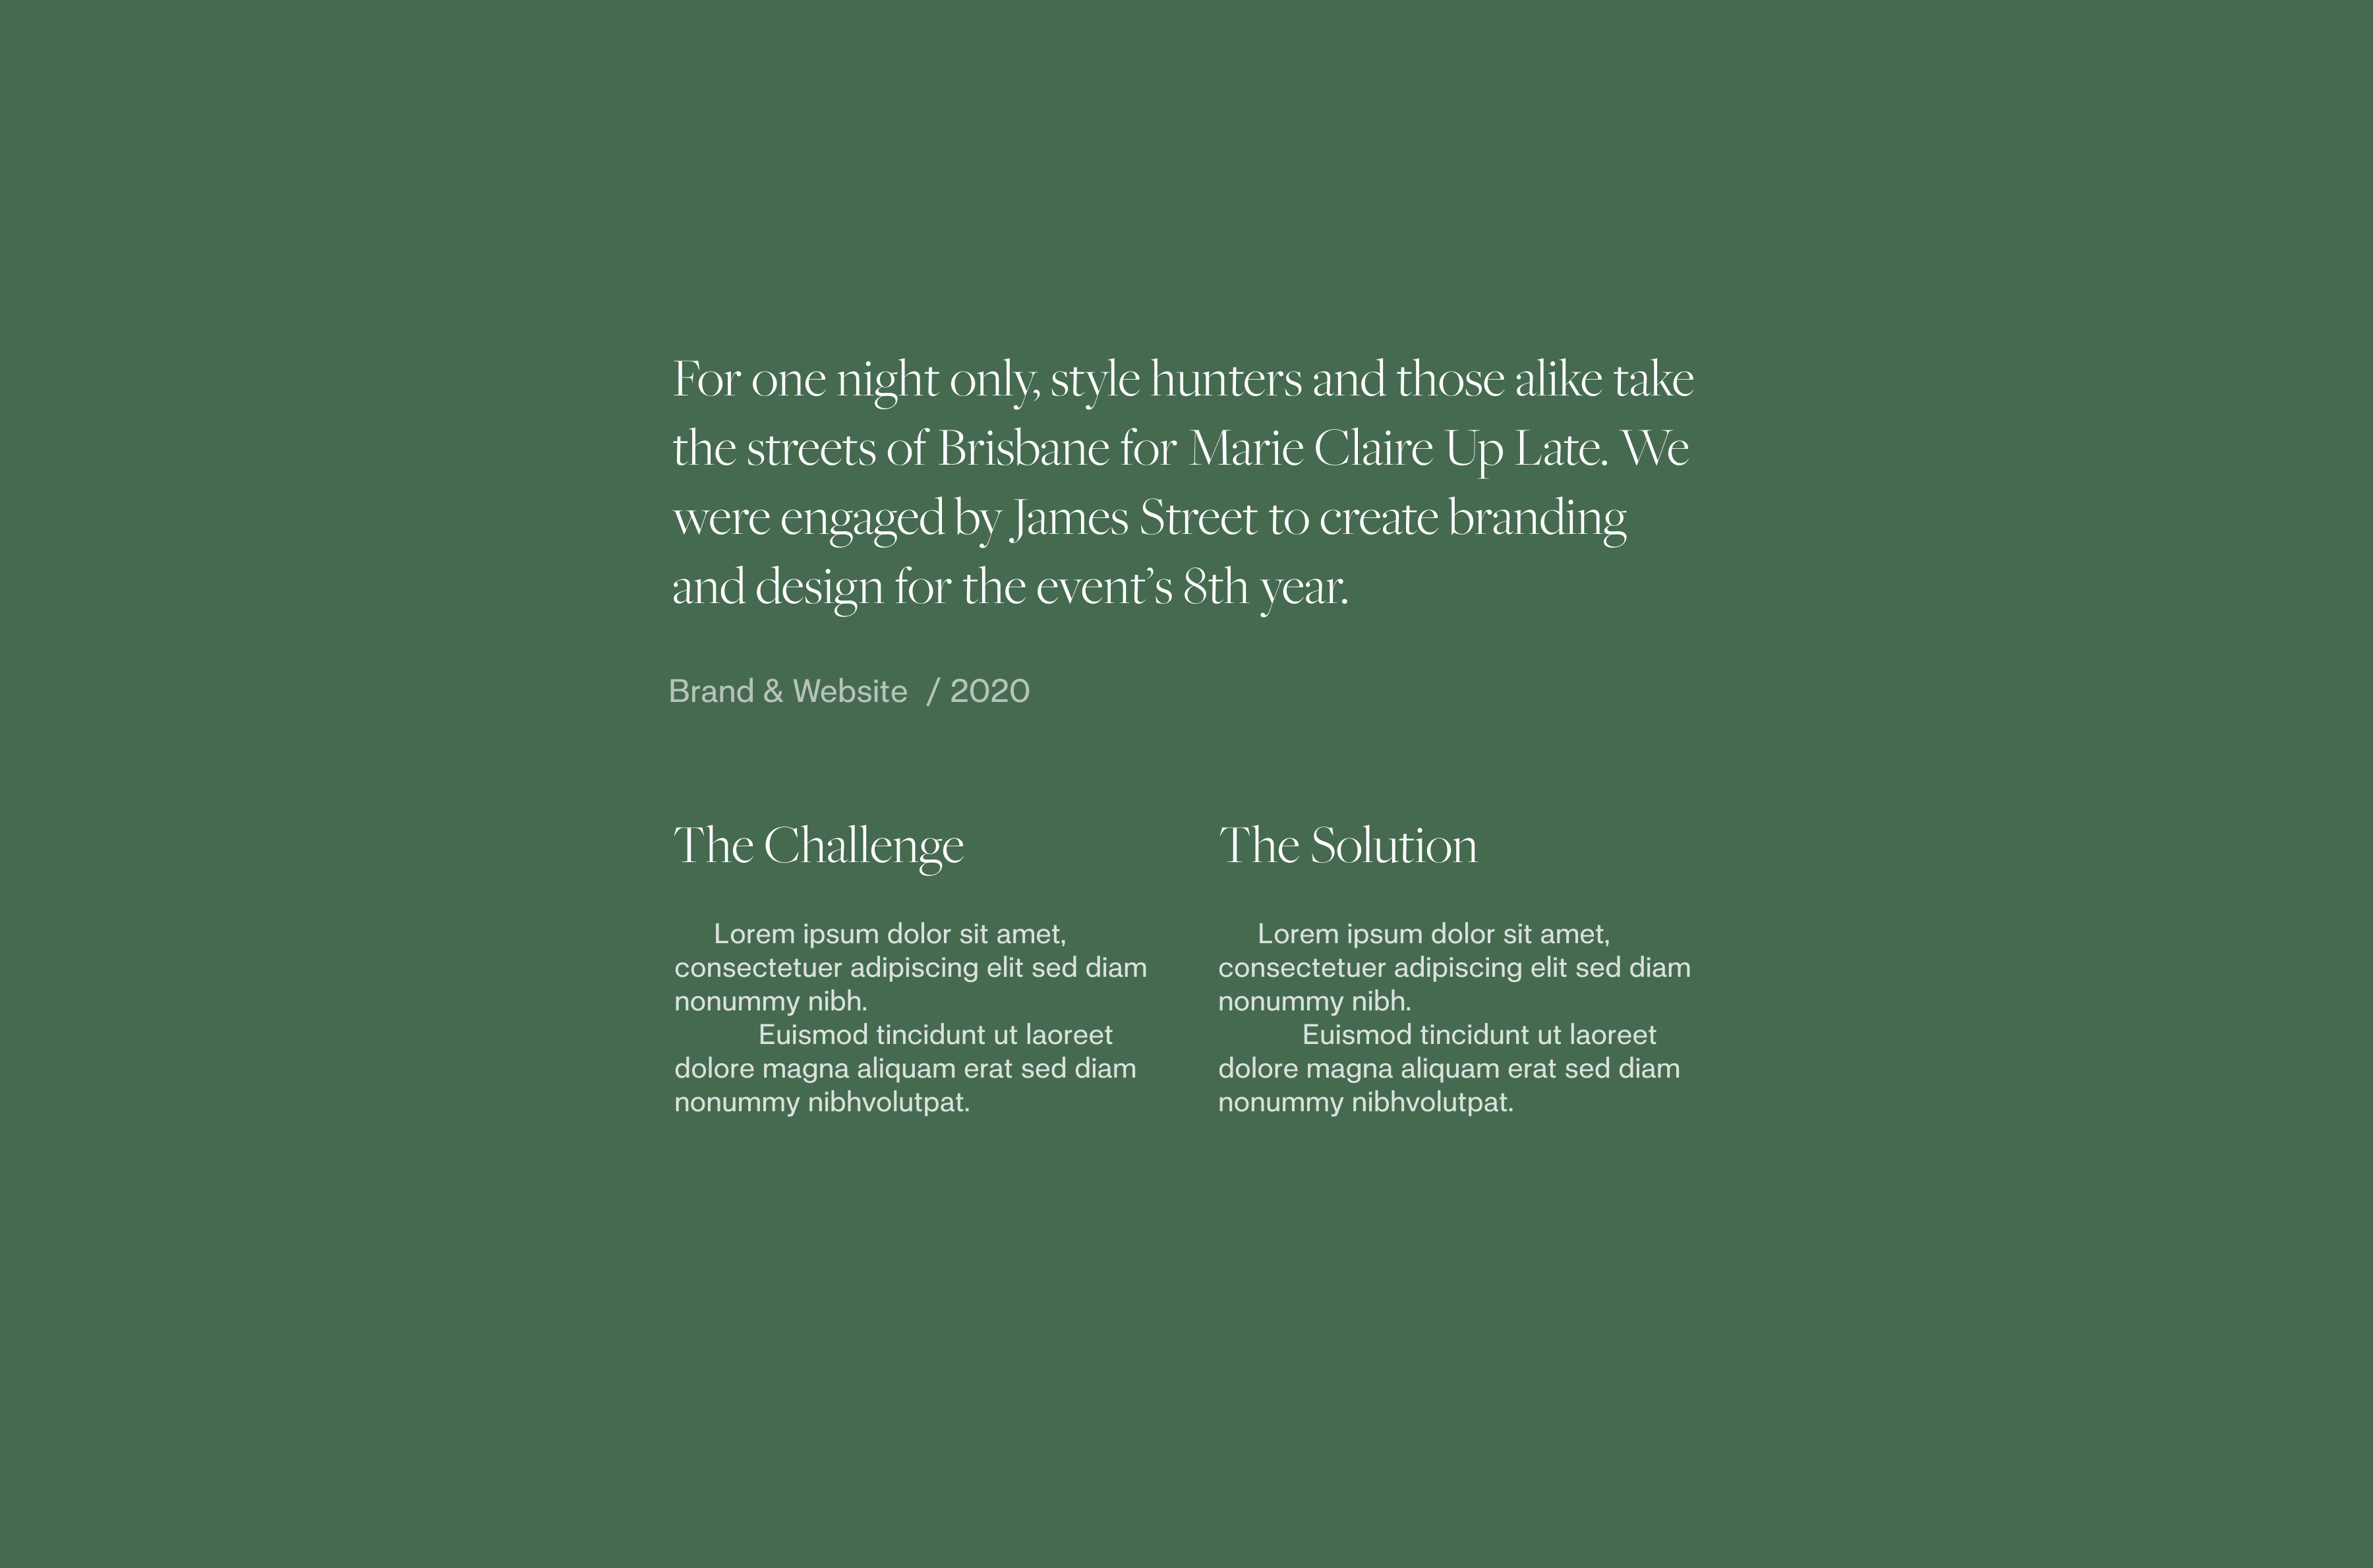 For one night only, style hunters and those alike take
the streets of Brisbane for Marie Claire Up Late. We
were engaged by James Street to create branding
and design for the event’s 8th year.
Brand & Website / 2020
The Challenge
Lorem ipsum dolor sit amet,
consectetuer adipiscing elit sed diam
nonummy nibh.
Euismod tincidunt ut laoreet
dolore magna aliquam erat sed diam
nonummy nibhvolutpat.
The Solution
Lorem ipsum dolor sit amet,
consectetuer adipiscing elit sed diam
nonummy nibh.
Euismod tincidunt ut laoreet
dolore magna aliquam erat sed diam
nonummy nibhvolutpat.